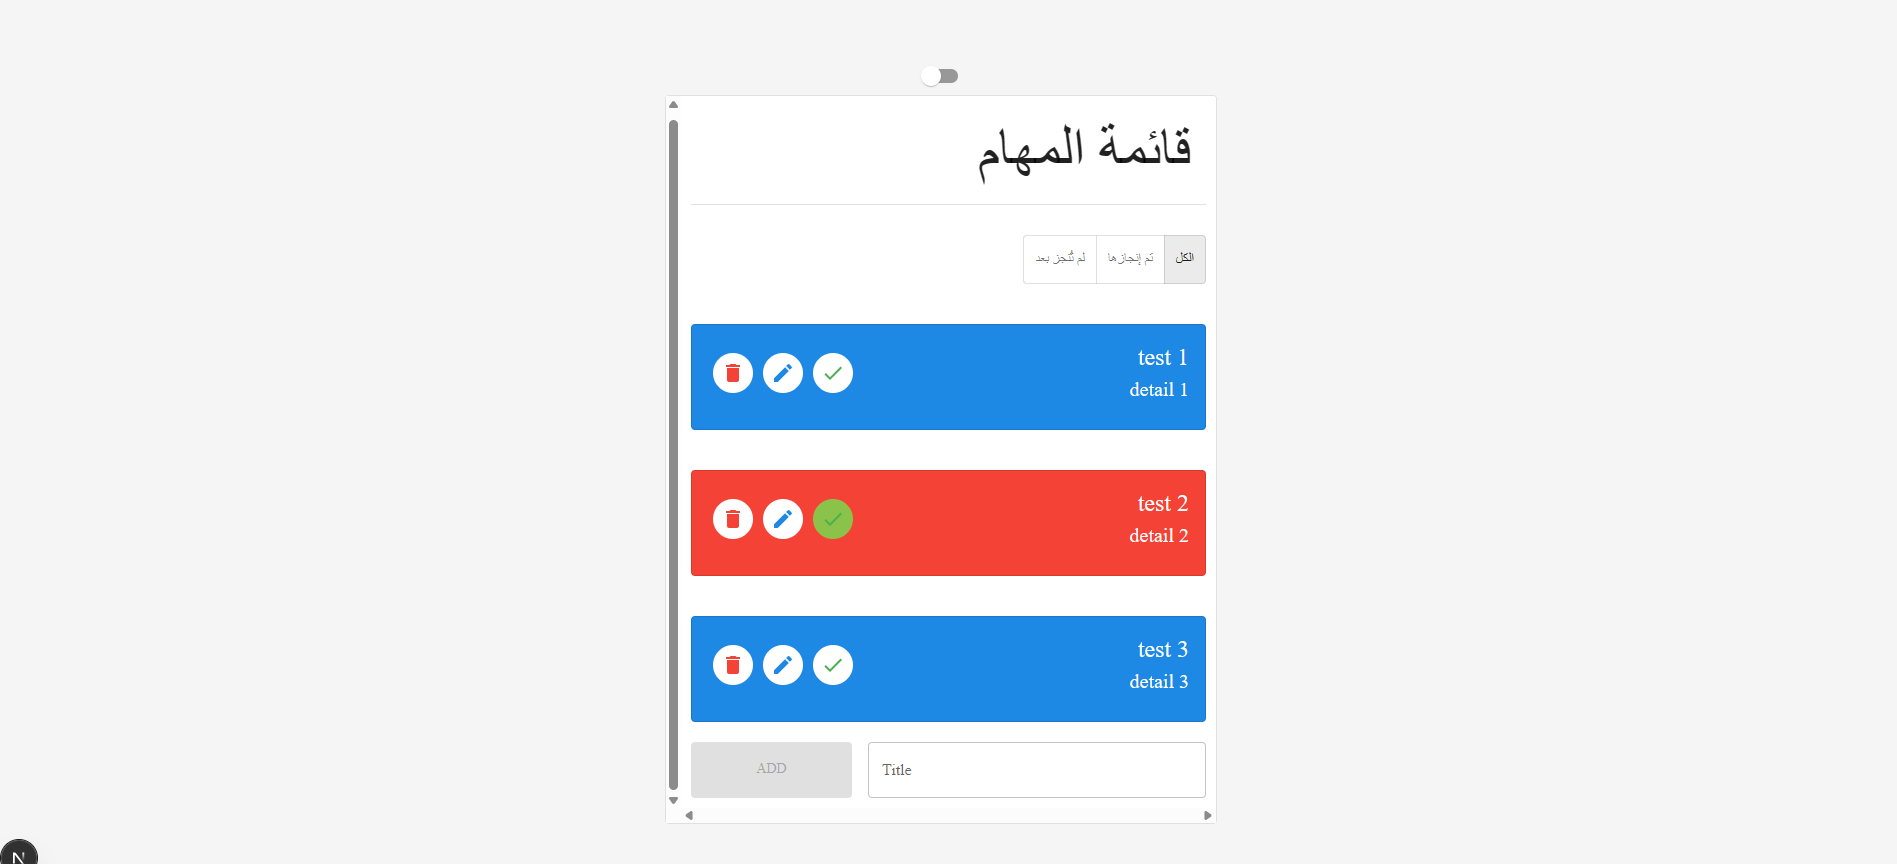 قائمة المهام
الكل تم إنجازها لم تُنجز بعد
test 1
detail 1
test 2
detail 2
test 3
detail 3
Title ADD
N